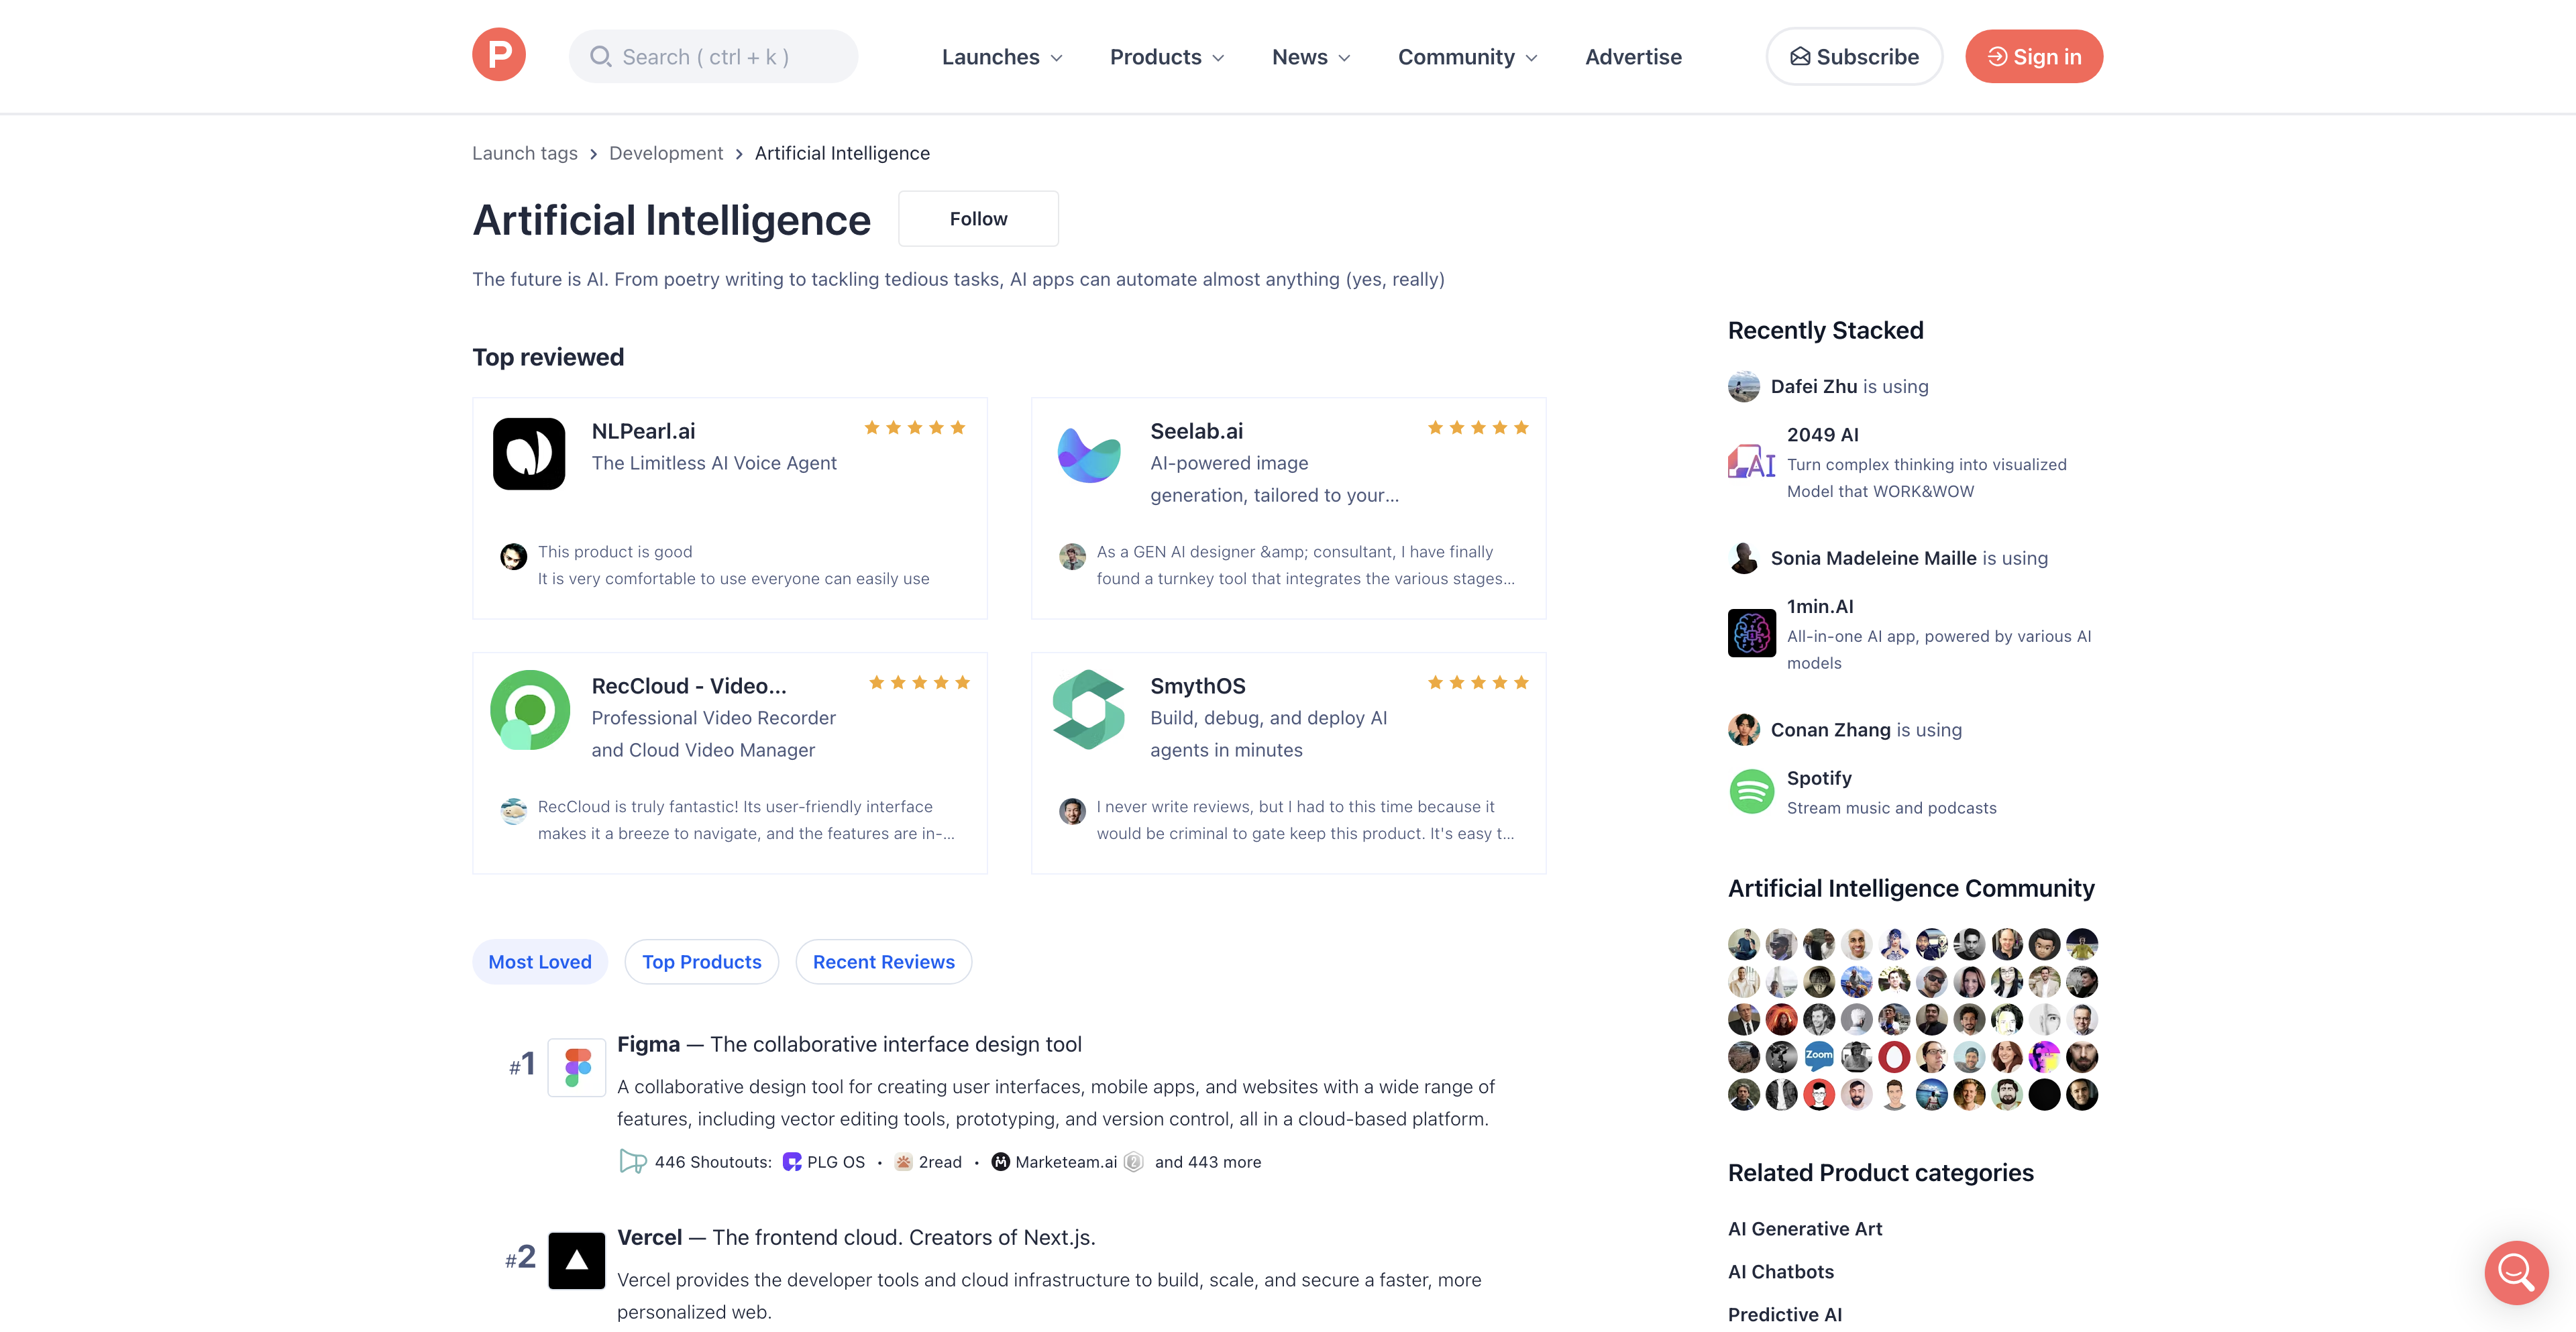 P
Search ( ctrl + k )
Launches
Products
News
Community
Advertise
Subscribe
Sign in
Launch tags > Development > Artificial Intelligence
Artificial Intelligence
Follow
The future is AI. From poetry writing to tackling tedious tasks, AI apps can automate almost anything (yes, really)
Top reviewed
NLPearl.ai
The Limitless AI Voice Agent
This product is good
It is very comfortable to use everyone can easily use
Seelab.ai
AI-powered image
generation, tailored to your...
As a GEN AI designer &amp; consultant, I have finally
found a turnkey tool that integrates the various stages...
RecCloud - Video...
Professional Video Recorder
and Cloud Video Manager
RecCloud is truly fantastic! Its user-friendly interface
makes it a breeze to navigate, and the features are in-...
SmythOS
Build, debug, and deploy AI
agents in minutes
I never write reviews, but I had to this time because it
would be criminal to gate keep this product. It's easy t...
Most Loved
Top Products
Recent Reviews
#1
Figma — The collaborative interface design tool
A collaborative design tool for creating user interfaces, mobile apps, and websites with a wide range of
features, including vector editing tools, prototyping, and version control, all in a cloud-based platform.
446 Shoutouts: PLG OS • 2read • Marketeam.ai and 443 more
#2
Vercel — The frontend cloud. Creators of Next.js.
Vercel provides the developer tools and cloud infrastructure to build, scale, and secure a faster, more
personalized web.
Recently Stacked
Dafei Zhu is using
AI
2049 AI
Turn complex thinking into visualized
Model that WORK&WOW
Sonia Madeleine Maille is using
1min.AI
All-in-one AI app, powered by various AI
models
Conan Zhang is using
Spotify
Stream music and podcasts
Artificial Intelligence Community
Zoom
Related Product categories
AI Generative Art
AI Chatbots
Predictive AI